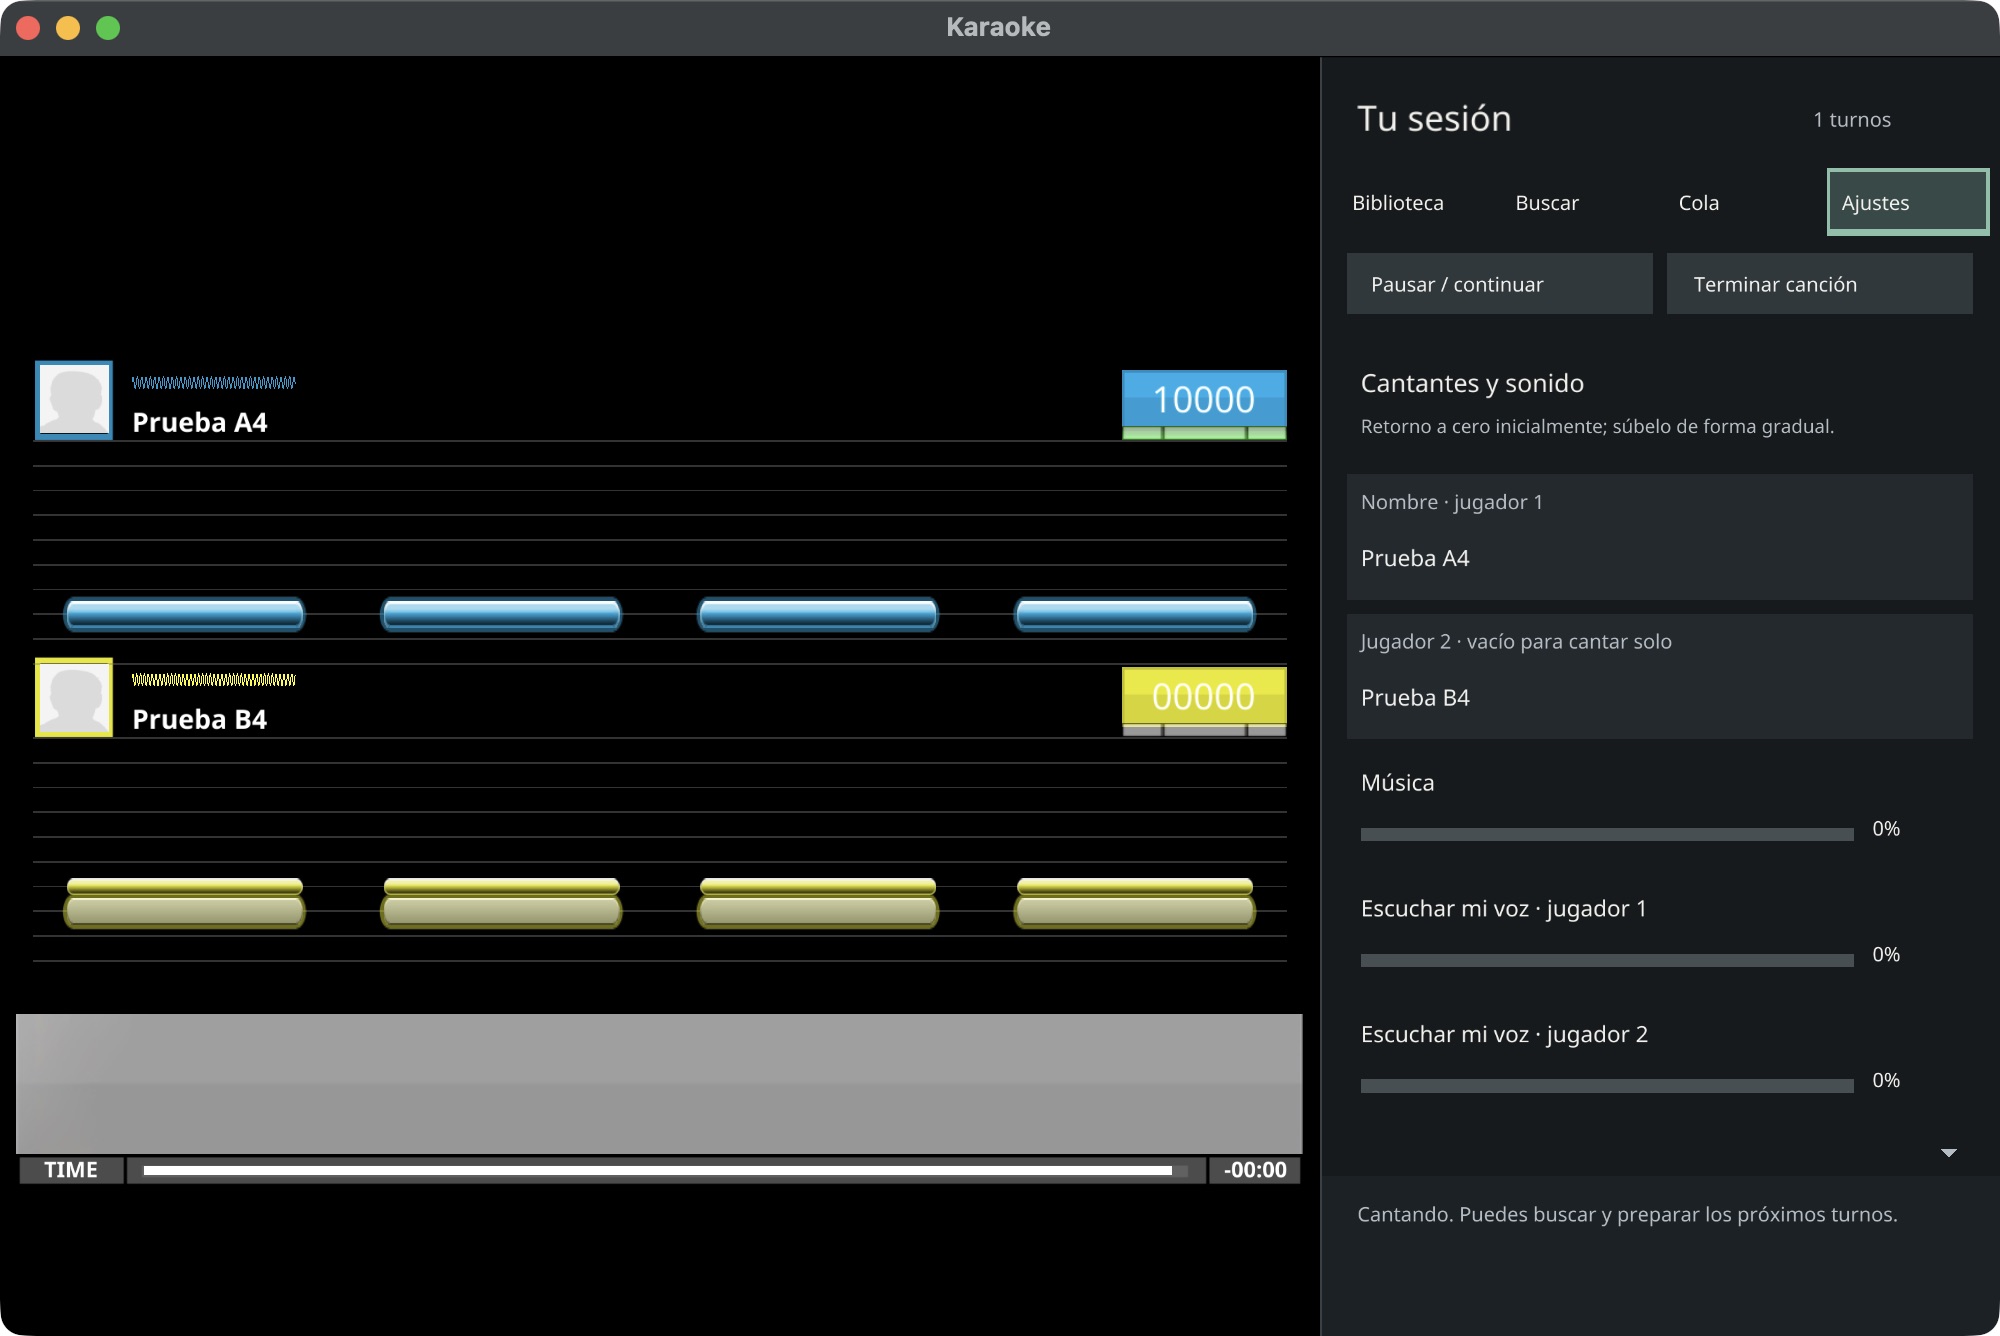 Karaoke
Tu sesión
1 turnos
Biblioteca
Buscar
Cola
Ajustes
Pausar / continuar
Terminar canción
Prueba A4
10000
Prueba B4
00000
TIME
-00:00
Cantantes y sonido
Retorno a cero inicialmente; súbelo de forma gradual.
Nombre · jugador 1
Prueba A4
Jugador 2 · vacío para cantar solo
Prueba B4
Música
0%
Escuchar mi voz · jugador 1
0%
Escuchar mi voz · jugador 2
0%
Cantando. Puedes buscar y preparar los próximos turnos.